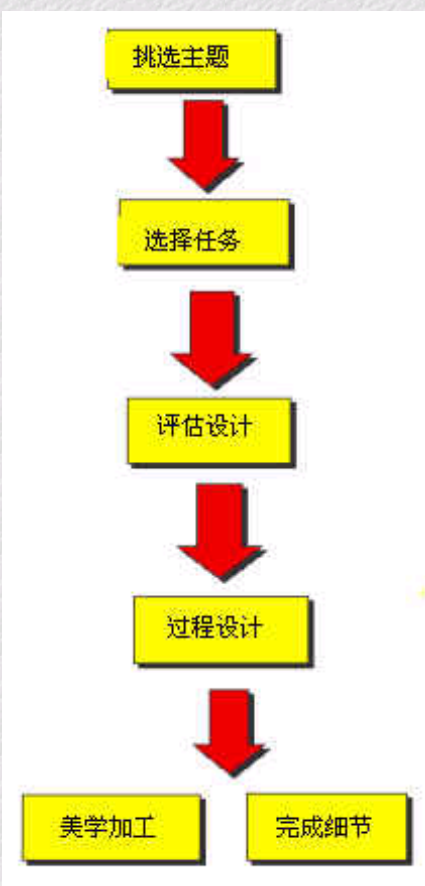 挑选主题
选择任务
评估设计
过程设计
美学加工
完成细节